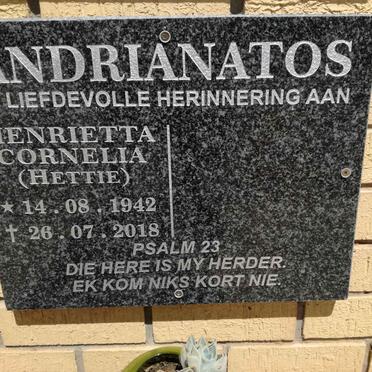 ANDRIANATOS
LIEFDEVOLLE HERINNERING AAN
HENRIETTA
CORNELIA
(HETTIE)
★ 14 . 08 . 1942
† 26 . 07 . 2018
PSALM 23
DIE HERE IS MY HERDER.
EK KOM NIKS KORT NIE.